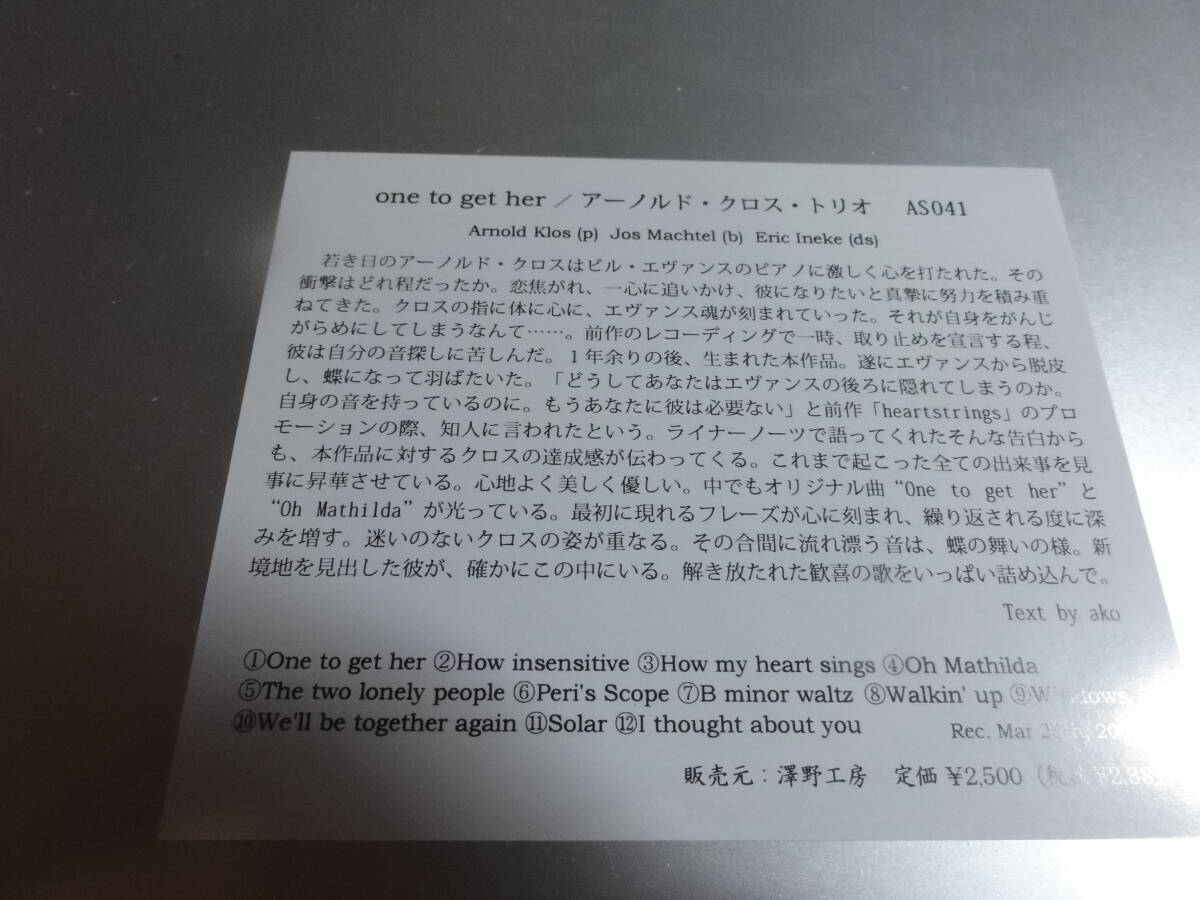 one to get her / アーノルド・クロス・トリオ AS041
Arnold Klos (p) Jos Machtel (b) Eric Ineke (ds)
若き日のアーノルド・クロスはビル・エヴァンスのピアノに激しく心を打たれた。その
衝撃はどれ程だったか。恋焦がれ、一心に追いかけ、彼になりたいと真摯に努力を積み重
ねてきた。クロスの指に体に心に、エヴァンス魂が刻まれていった。それが自身をがんじ
がらめにしてしまうなんて……。前作のレコーディングで一時、取り止めを宣言する程、
彼は自分の音探しに苦しんだ。1年余りの後、生まれた本作品。遂にエヴァンスから脱皮
し、蝶になって羽ばたいた。「どうしてあなたはエヴァンスの後ろに隠れてしまうのか。
自身の音を持っているのに。もうあなたに彼は必要ない」と前作「heartstrings」のプロ
モーションの際、知人に言われたという。ライナーノーツで語ってくれたそんな告白から
も、本作品に対するクロスの達成感が伝わってくる。これまで起こった全ての出来事を見
事に昇華させている。心地よく美しく優しい。中でもオリジナル曲“One to get her”と
“Oh Mathilda”が光っている。最初に現れるフレーズが心に刻まれ、繰り返される度に深
みを増す。迷いのないクロスの姿が重なる。その合間に流れ漂う音は、蝶の舞いの様。新
境地を見出した彼が、確かにこの中にいる。解き放たれた歓喜の歌をいっぱい詰め込んで。
Text by ako
①One to get her ②How insensitive ③How my heart sings ④Oh Mathilda
⑤The two lonely people ⑥Peri's Scope ⑦B minor waltz ⑧Walkin' up ⑨Windows
⑩We'll be together again ⑪Solar ⑫I thought about you
Rec. Mar
販売元：澤野工房 定価 ¥2,500